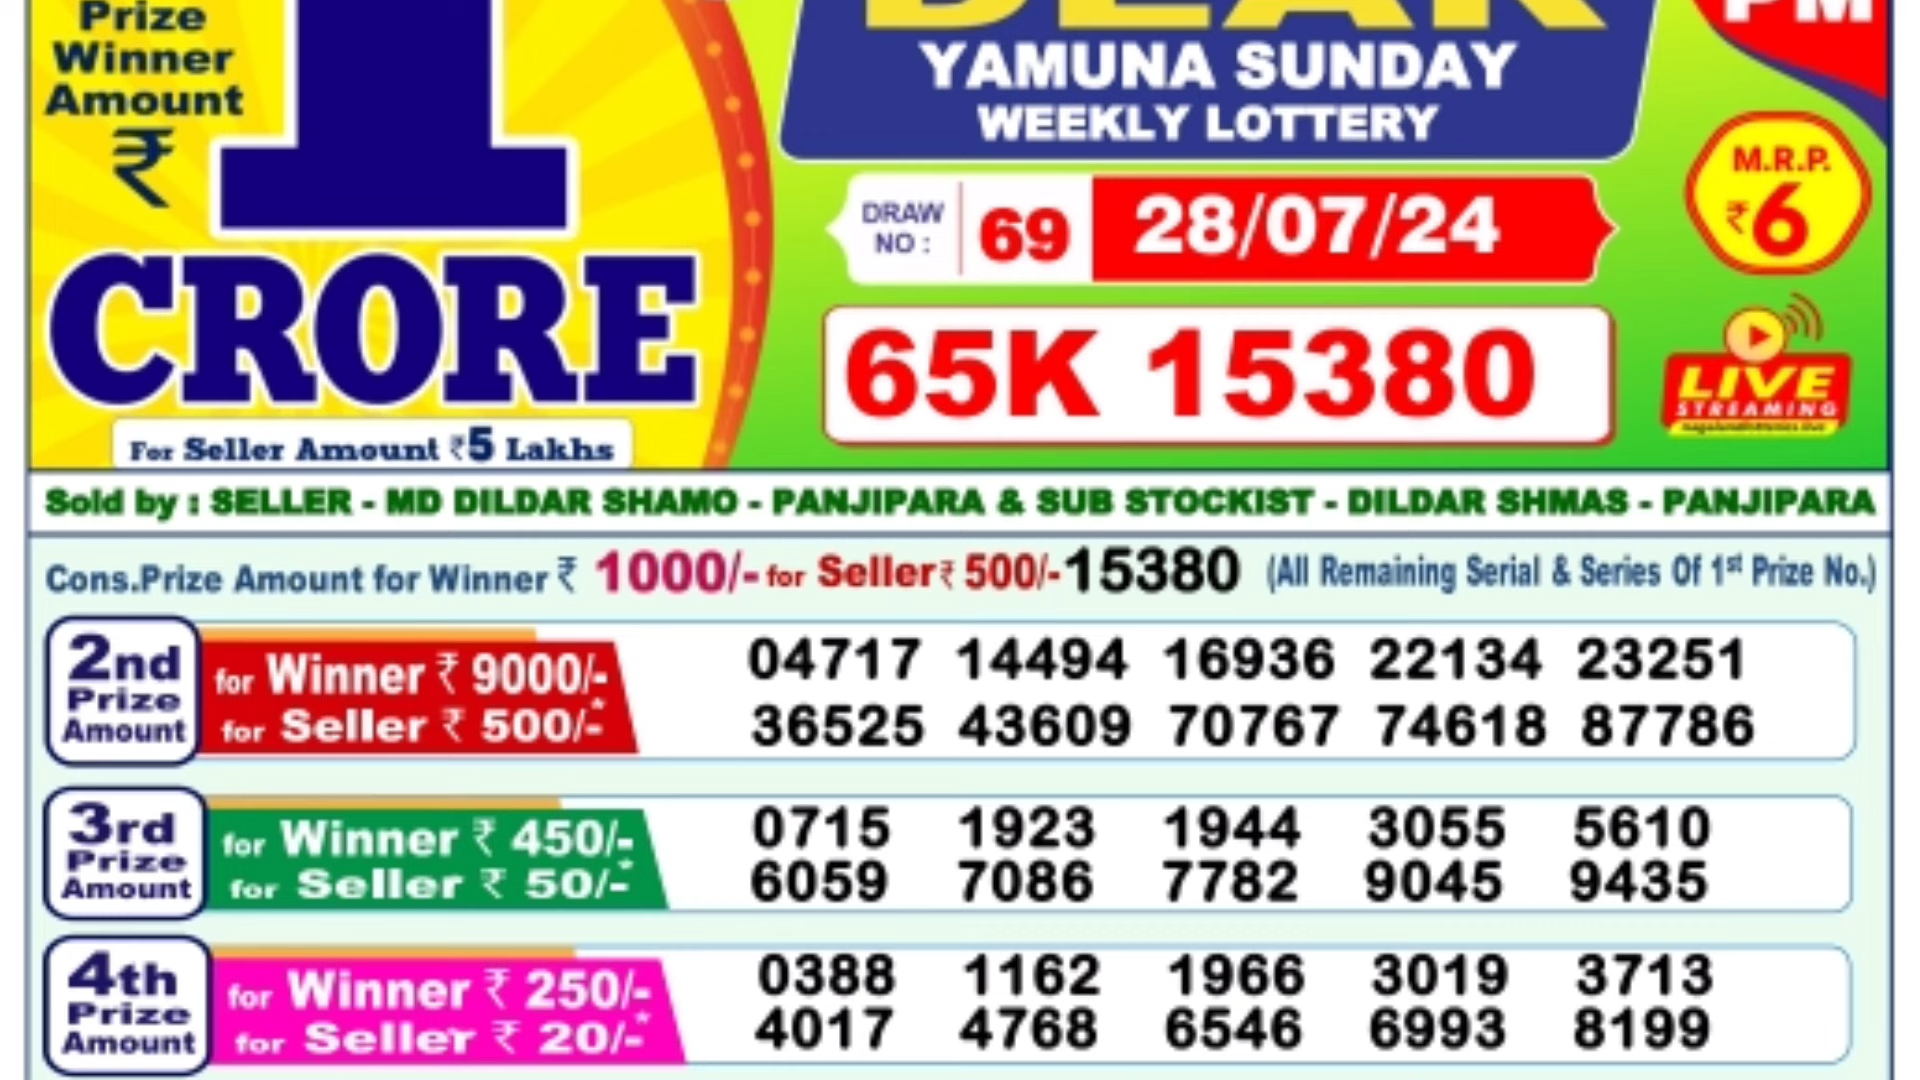 Prize
Winner
Amount
₹
1
CRORE
For Seller Amount ₹5 Lakhs
DEAR
YAMUNA SUNDAY
WEEKLY LOTTERY
PM
DRAW
NO :
69
28/07/24
M.R.P.
₹6
65K 15380
LIVE
STREAMING
Sold by : SELLER - MD DILDAR SHAMO - PANJIPARA & SUB STOCKIST - DILDAR SHMAS - PANJIPARA
Cons.Prize Amount for Winner ₹ 1000/- for Seller ₹ 500/- 15380 (All Remaining Serial & Series Of 1st Prize No.)
2nd
Prize
Amount
for Winner ₹ 9000/-
for Seller ₹ 500/-*
04717 14494 16936 22134 23251
36525 43609 70767 74618 87786
3rd
Prize
Amount
for Winner ₹ 450/-
for Seller ₹ 50/-*
0715 1923 1944 3055 5610
6059 7086 7782 9045 9435
4th
Prize
Amount
for Winner ₹ 250/-
for Seller ₹ 20/-*
0388 1162 1966 3019 3713
4017 4768 6546 6993 8199